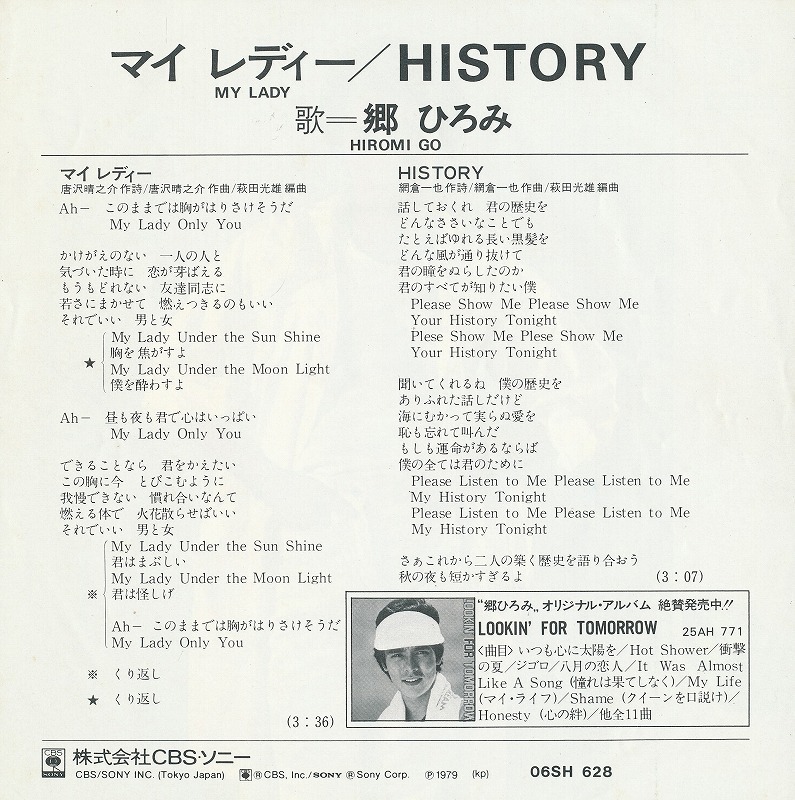 マイ レディー／HISTORY
MY LADY
歌＝郷 ひろみ
HIROMI GO
マイ レディー
唐沢晴之介作詩/唐沢晴之介作曲/萩田光雄編曲
Ah−　このままでは胸がはりさけそうだ
My Lady Only You
かけがえのない　一人の人と
気づいた時に　恋が芽ばえる
もうもどれない　友達同志に
若さにまかせて　燃えつきるのもいい
それでいい　男と女
My Lady Under the Sun Shine
胸を焦がすよ
★ My Lady Under the Moon Light
僕を酔わすよ
Ah−　昼も夜も君で心はいっぱい
My Lady Only You
できることなら　君をかえたい
この胸に今　とびこむように
我慢できない　慣れ合いなんて
燃える体で　火花散らせばいい
それでいい　男と女
My Lady Under the Sun Shine
君はまぶしい
My Lady Under the Moon Light
※ 君は怪しげ
Ah−　このままでは胸がはりさけそうだ
My Lady Only You
※　くり返し
★　くり返し
(3：36)
HISTORY
網倉一也作詩/網倉一也作曲/萩田光雄編曲
話しておくれ　君の歴史を
どんなささいなことでも
たとえばゆれる長い黒髪を
どんな風が通り抜けて
君の瞳をぬらしたのか
君のすべてが知りたい僕
Please Show Me Please Show Me
Your History Tonight
Plese Show Me Plese Show Me
Your History Tonight
聞いてくれるね　僕の歴史を
ありふれた話しだけど
海にむかって実らぬ愛を
恥も忘れて叫んだ
もしも運命があるならば
僕の全ては君のために
Please Listen to Me Please Listen to Me
My History Tonight
Please Listen to Me Please Listen to Me
My History Tonight
さぁこれから二人の築く歴史を語り合おう
秋の夜も短かすぎるよ
(3：07)
LOOKIN' FOR TOMORROW
“郷ひろみ„オリジナル・アルバム 絶賛発売中!!
LOOKIN' FOR TOMORROW 25AH 771
〈曲目〉いつも心に太陽を／Hot Shower／衝撃
の夏／ジゴロ／八月の恋人／It Was Almost
Like A Song (憧れは果てしなく)／My Life
(マイ・ライフ)／Shame (クイーンを口説け)／
Honesty (心の絆)／他全11曲
CBS SONY 株式会社CBS・ソニー
CBS/SONY INC. (Tokyo Japan) ⓇCBS, Inc./SONY ⓇSony Corp. Ⓟ1979 (kp) 06SH 628